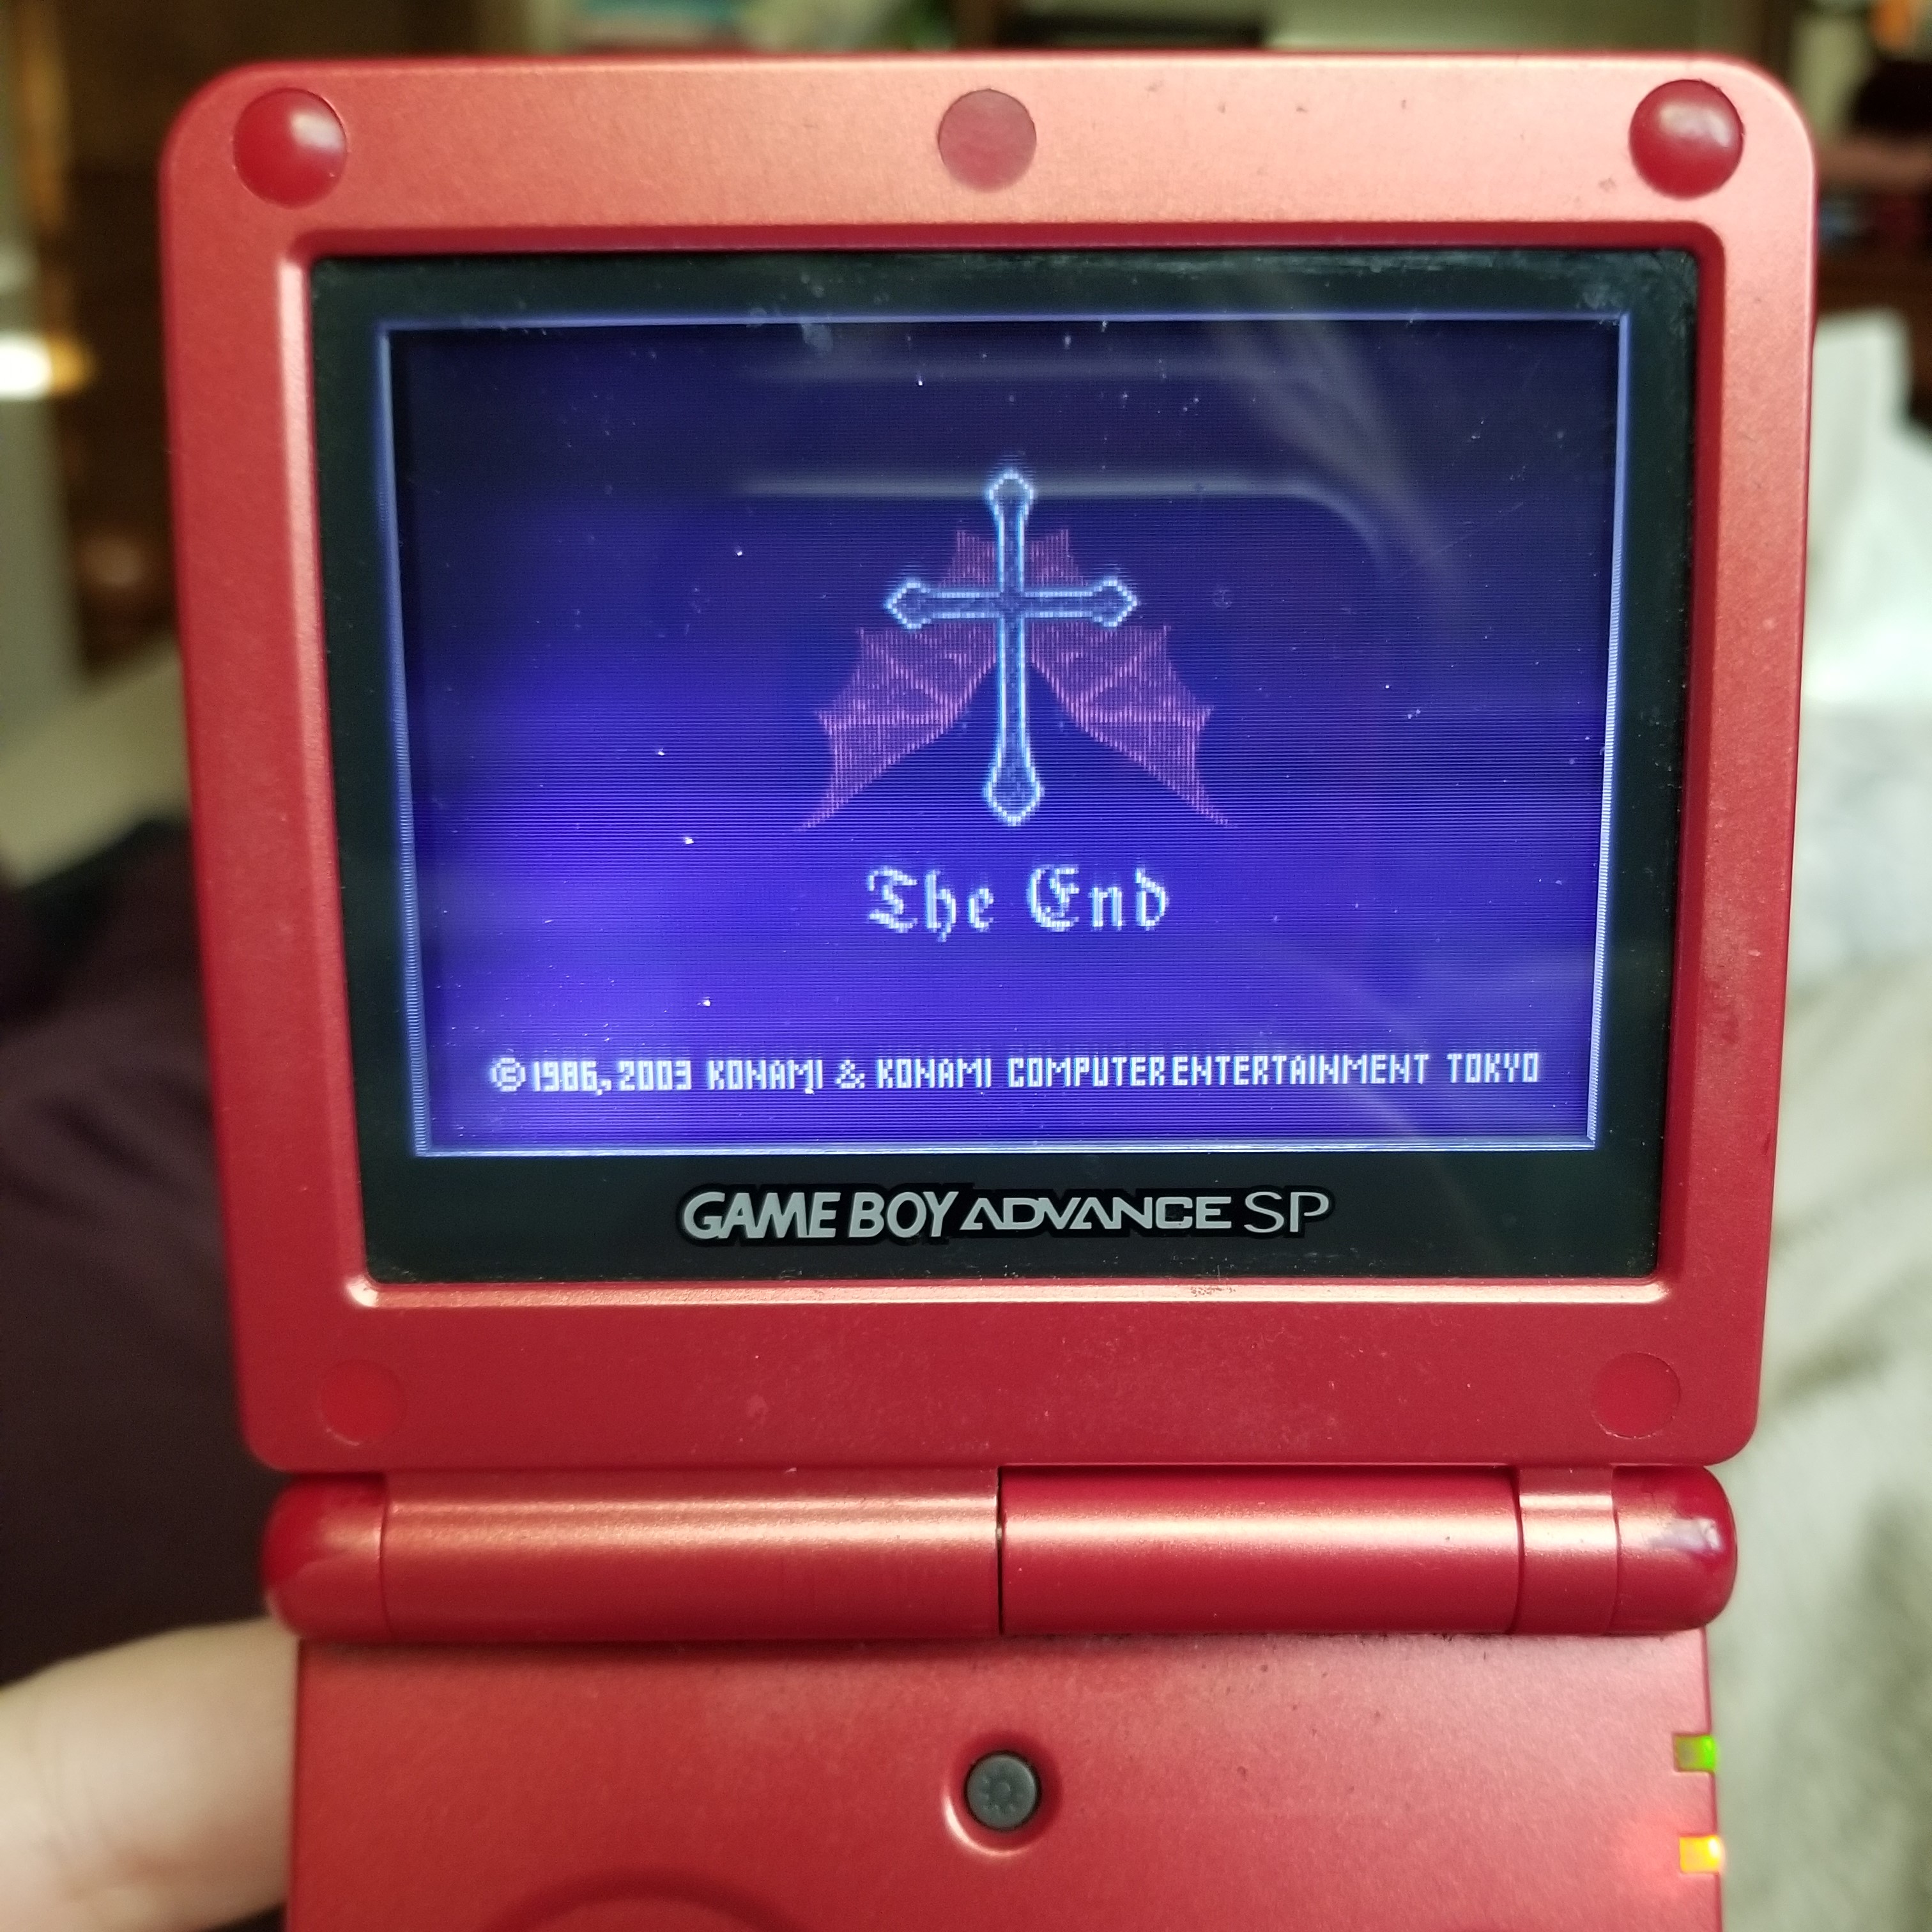 The End
©1986, 2003 KONAMI & KONAMI COMPUTER ENTERTAINMENT TOKYO
GAME BOY ADVANCE SP